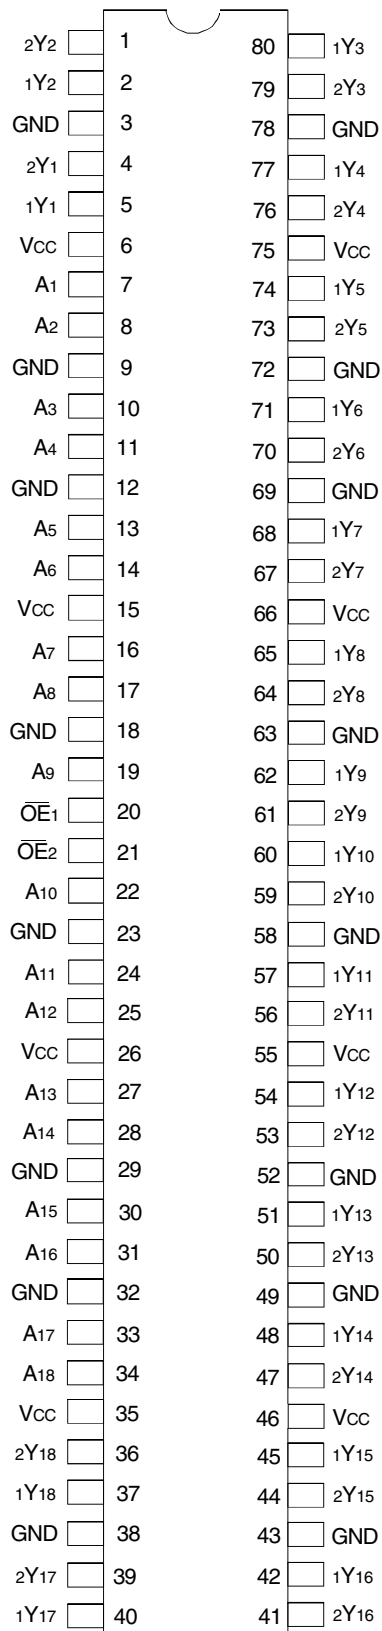 2Y2 1 80 1Y3
1Y2 2 79 2Y3
GND 3 78 GND
2Y1 4 77 1Y4
1Y1 5 76 2Y4
VCC 6 75 VCC
A1 7 74 1Y5
A2 8 73 2Y5
GND 9 72 GND
A3 10 71 1Y6
A4 11 70 2Y6
GND 12 69 GND
A5 13 68 1Y7
A6 14 67 2Y7
VCC 15 66 VCC
A7 16 65 1Y8
A8 17 64 2Y8
GND 18 63 GND
A9 19 62 1Y9
O̅E̅1 20 61 2Y9
O̅E̅2 21 60 1Y10
A10 22 59 2Y10
GND 23 58 GND
A11 24 57 1Y11
A12 25 56 2Y11
VCC 26 55 VCC
A13 27 54 1Y12
A14 28 53 2Y12
GND 29 52 GND
A15 30 51 1Y13
A16 31 50 2Y13
GND 32 49 GND
A17 33 48 1Y14
A18 34 47 2Y14
VCC 35 46 VCC
2Y18 36 45 1Y15
1Y18 37 44 2Y15
GND 38 43 GND
2Y17 39 42 1Y16
1Y17 40 41 2Y16